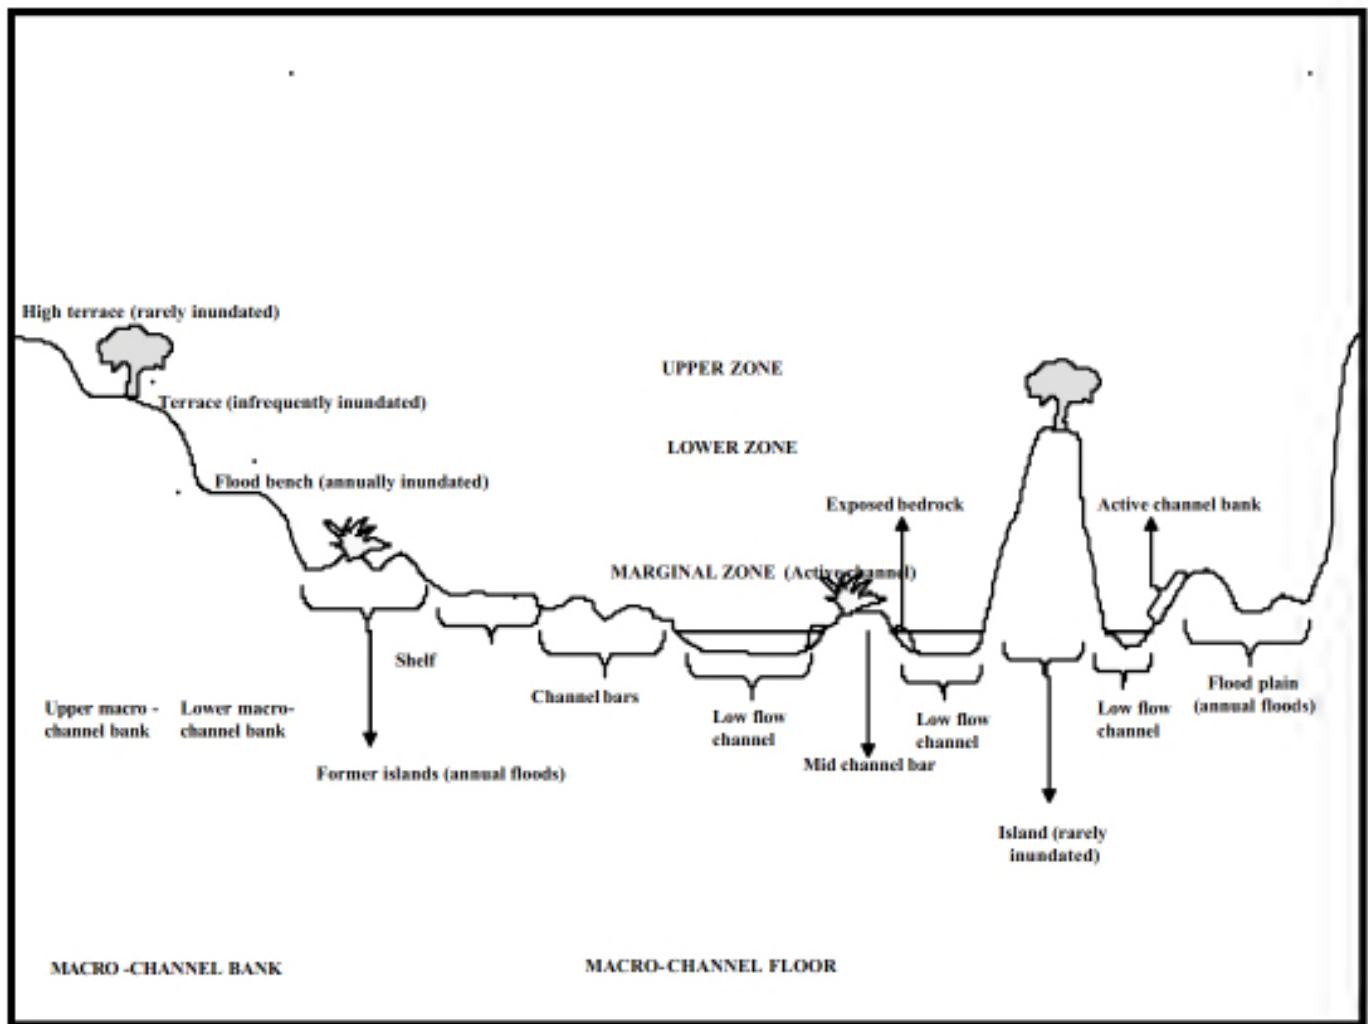 High terrace (rarely inundated)
UPPER ZONE
Terrace (infrequently inundated)
LOWER ZONE
Flood bench (annually inundated)
Exposed bedrock
Active channel bank
MARGINAL ZONE (Active channel)
Shelf
Channel bars
Upper macro -
channel bank
Lower macro-
channel bank
Low flow
channel
Low flow
channel
Low flow
channel
Flood plain
(annual floods)
Mid channel bar
Former islands (annual floods)
Island (rarely
inundated)
MACRO -CHANNEL BANK
MACRO-CHANNEL FLOOR